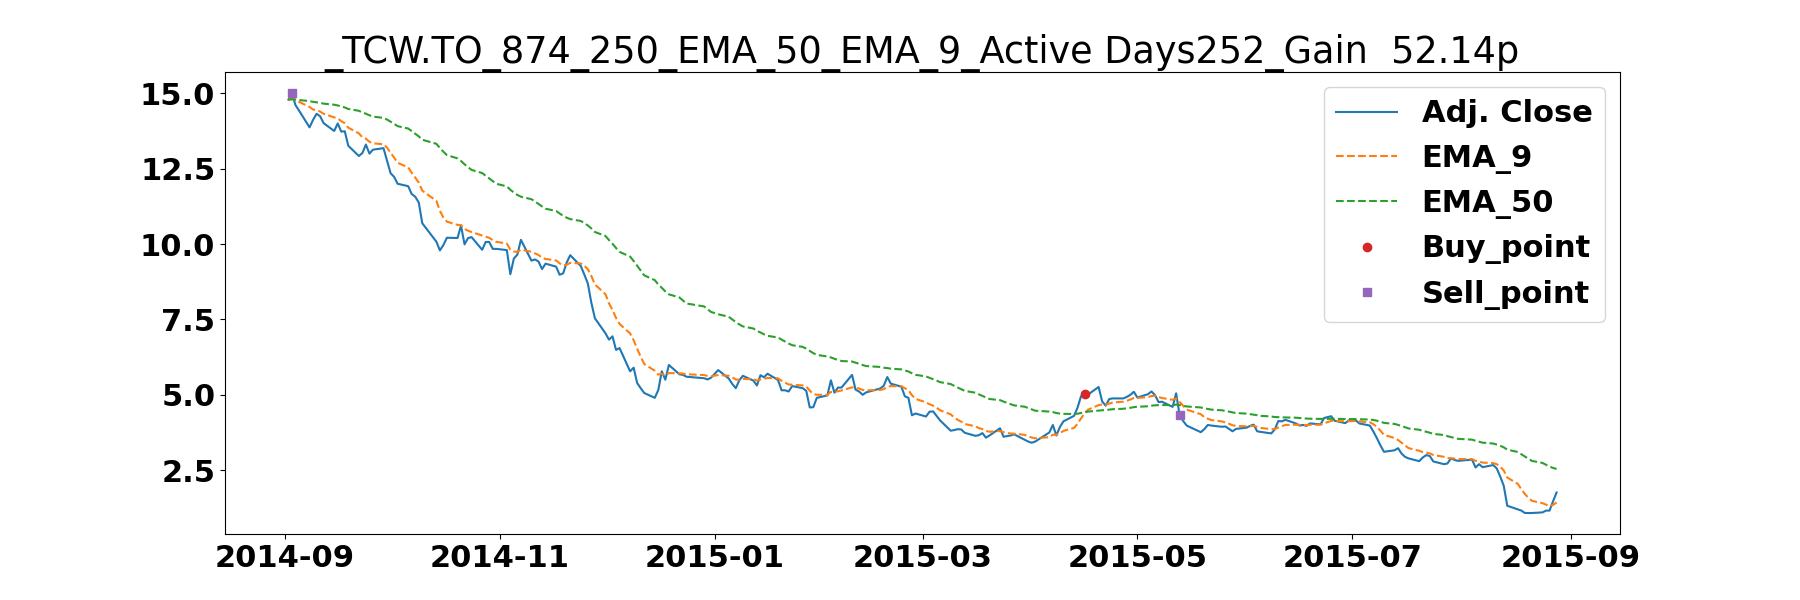 _TCW.TO_874_250_EMA_50_EMA_9_Active Days252_Gain  52.14p
15.0
12.5
10.0
7.5
5.0
2.5
Adj. Close
EMA_9
EMA_50
Buy_point
Sell_point
2014-09 2014-11 2015-01 2015-03 2015-05 2015-07 2015-09